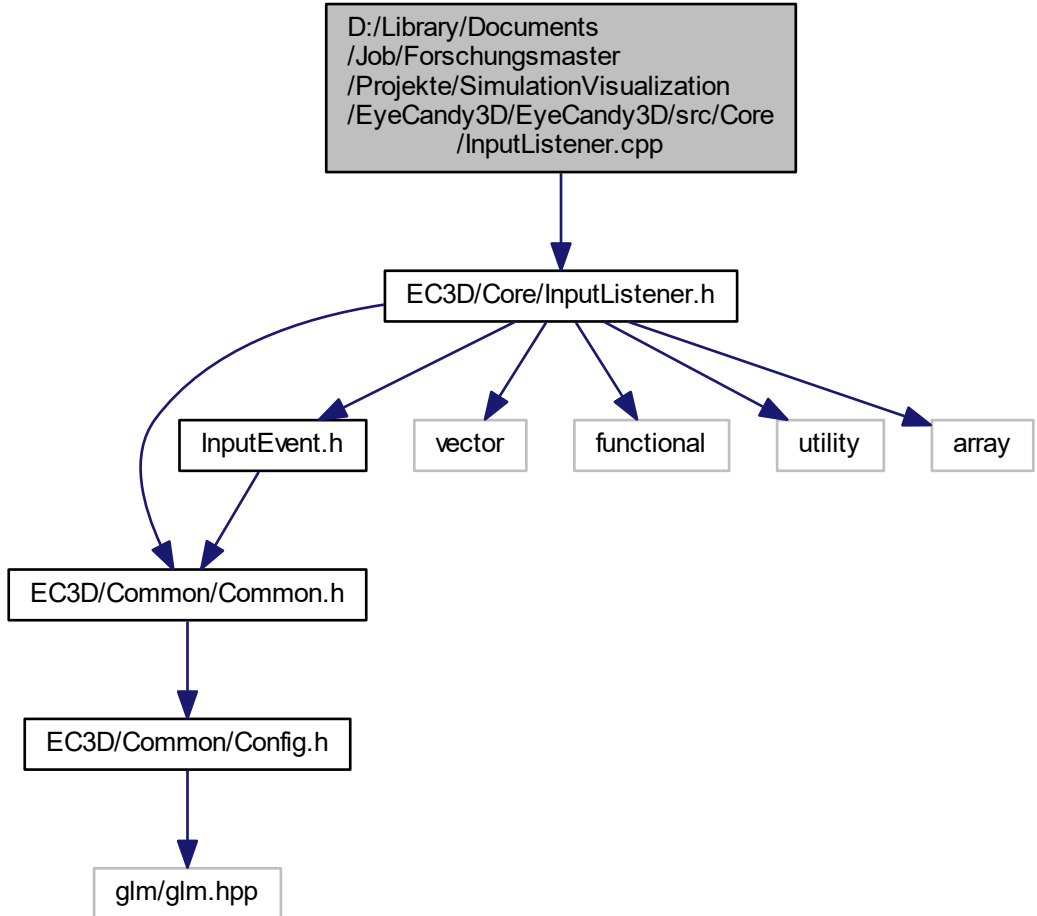 D:/Library/Documents
/Job/Forschungsmaster
/Projekte/SimulationVisualization
/EyeCandy3D/EyeCandy3D/src/Core
/InputListener.cpp
EC3D/Core/InputListener.h
InputEvent.h
vector
functional
utility
array
EC3D/Common/Common.h
EC3D/Common/Config.h
glm/glm.hpp